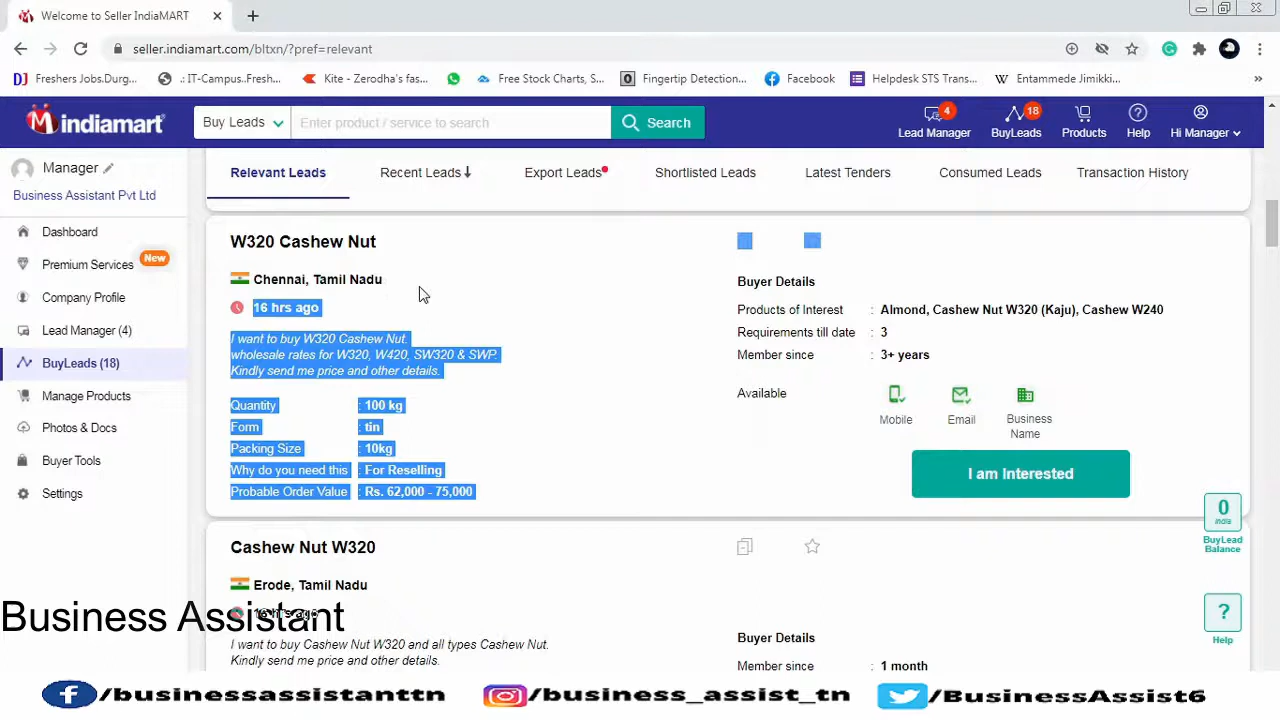 Welcome to Seller IndiaMART
seller.indiamart.com/bltxn/?pref=relevant
Freshers Jobs.Durg...
.: IT-Campus..Fresh...
Kite - Zerodha's fas...
Free Stock Charts, S...
Fingertip Detection...
Facebook
Helpdesk STS Trans...
Entammede Jimikki...
indiamart
Buy Leads
Enter product / service to search
Search
4
Lead Manager
18
BuyLeads
Products
Help
Hi Manager
Manager
Business Assistant Pvt Ltd
Dashboard
Premium Services
New
Company Profile
Lead Manager (4)
BuyLeads (18)
Manage Products
Photos & Docs
Buyer Tools
Settings
Relevant Leads
Recent Leads
Export Leads
Shortlisted Leads
Latest Tenders
Consumed Leads
Transaction History
W320 Cashew Nut
Chennai, Tamil Nadu
16 hrs ago
I want to buy W320 Cashew Nut.
wholesale rates for W320, W420, SW320 & SWP.
Kindly send me price and other details.
Quantity : 100 kg
Form : tin
Packing Size : 10kg
Why do you need this : For Reselling
Probable Order Value : Rs. 62,000 - 75,000
Buyer Details
Products of Interest : Almond, Cashew Nut W320 (Kaju), Cashew W240
Requirements till date : 3
Member since : 3+ years
Available
Mobile
Email
Business
Name
I am Interested
Cashew Nut W320
Erode, Tamil Nadu
I want to buy Cashew Nut W320 and all types Cashew Nut.
Kindly send me price and other details.
Buyer Details
Member since : 1 month
0
India
BuyLead
Balance
?
Help
Business Assistant
/businessassistanttn
/business_assist_tn
/BusinessAssist6